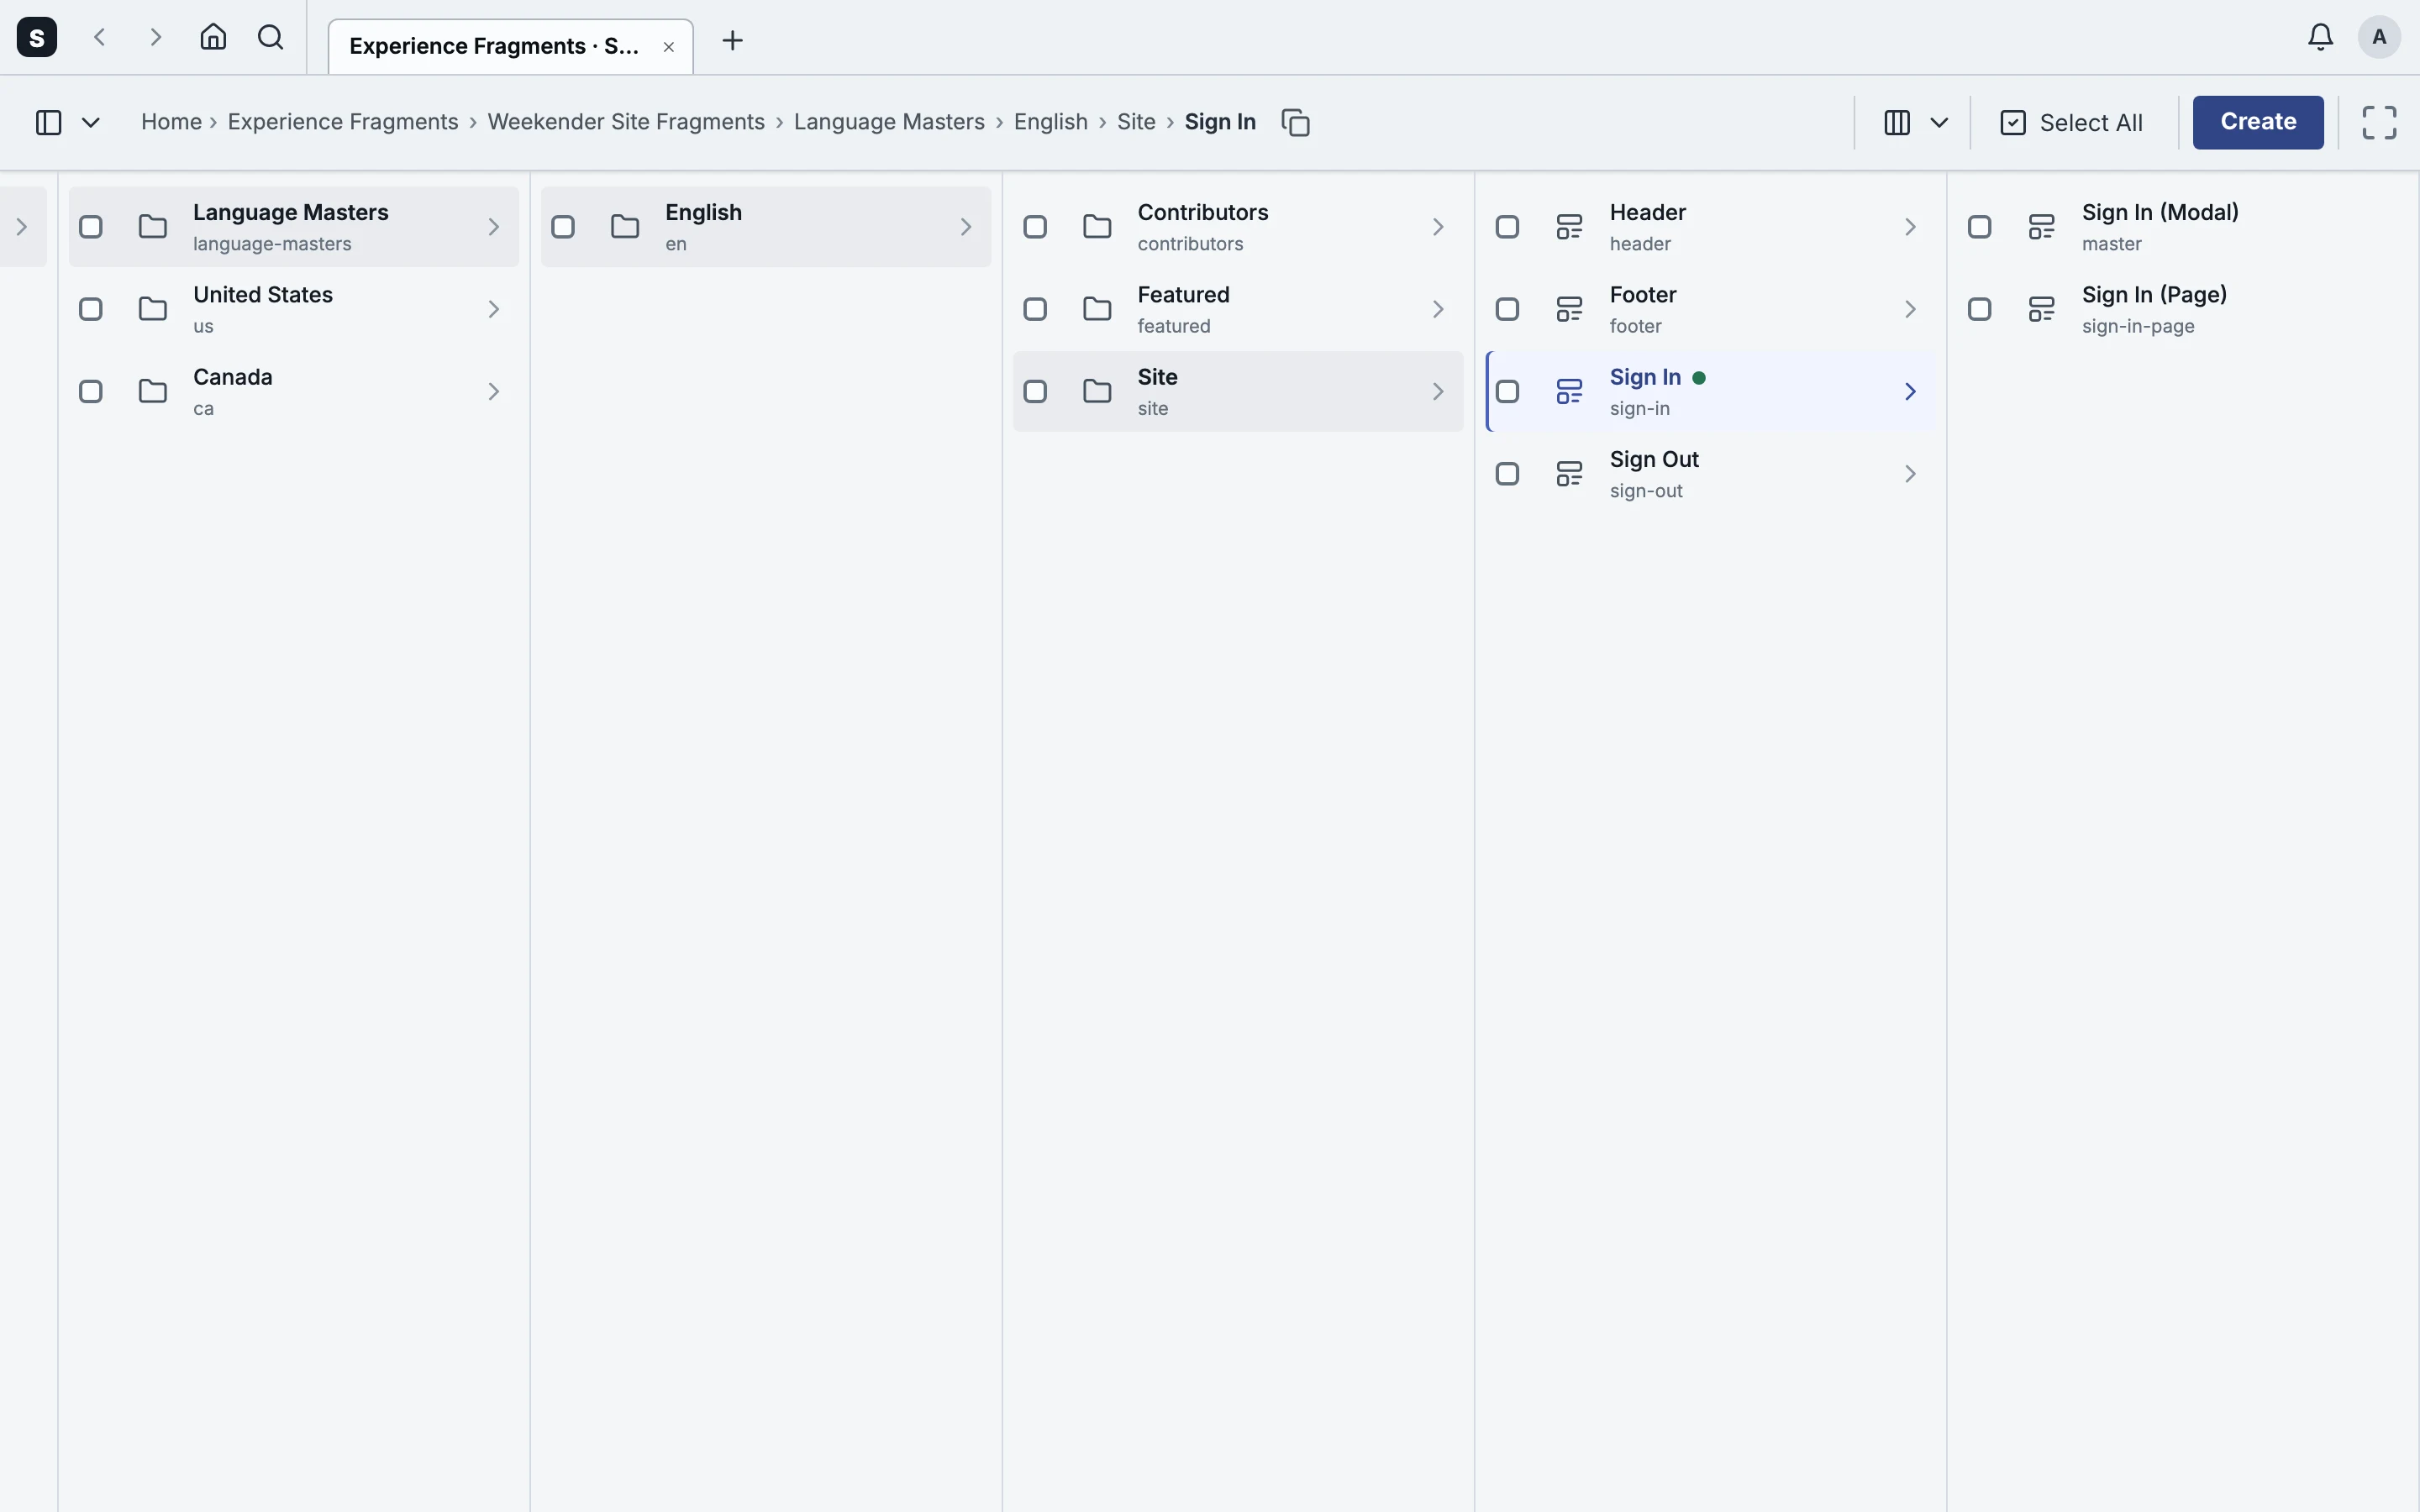 S
Experience Fragments · S...
A
Home › Experience Fragments › Weekender Site Fragments › Language Masters › English › Site › Sign In
Select All
Create
Language Masters
language-masters
United States
us
Canada
ca
English
en
Contributors
contributors
Featured
featured
Site
site
Header
header
Footer
footer
Sign In
sign-in
Sign Out
sign-out
Sign In (Modal)
master
Sign In (Page)
sign-in-page